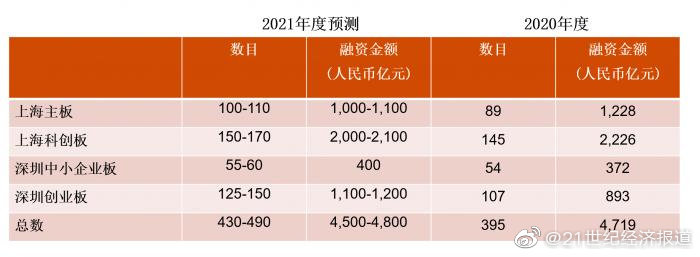 2021年度预测 2020年度
数目 融资金额 数目 融资金额
(人民币亿元) (人民币亿元)
上海主板 100-110 1,000-1,100 89 1,228
上海科创板 150-170 2,000-2,100 145 2,226
深圳中小企业板 55-60 400 54 372
深圳创业板 125-150 1,100-1,200 107 893
总数 430-490 4,500-4,800 395 4,719
@21世纪经济报道